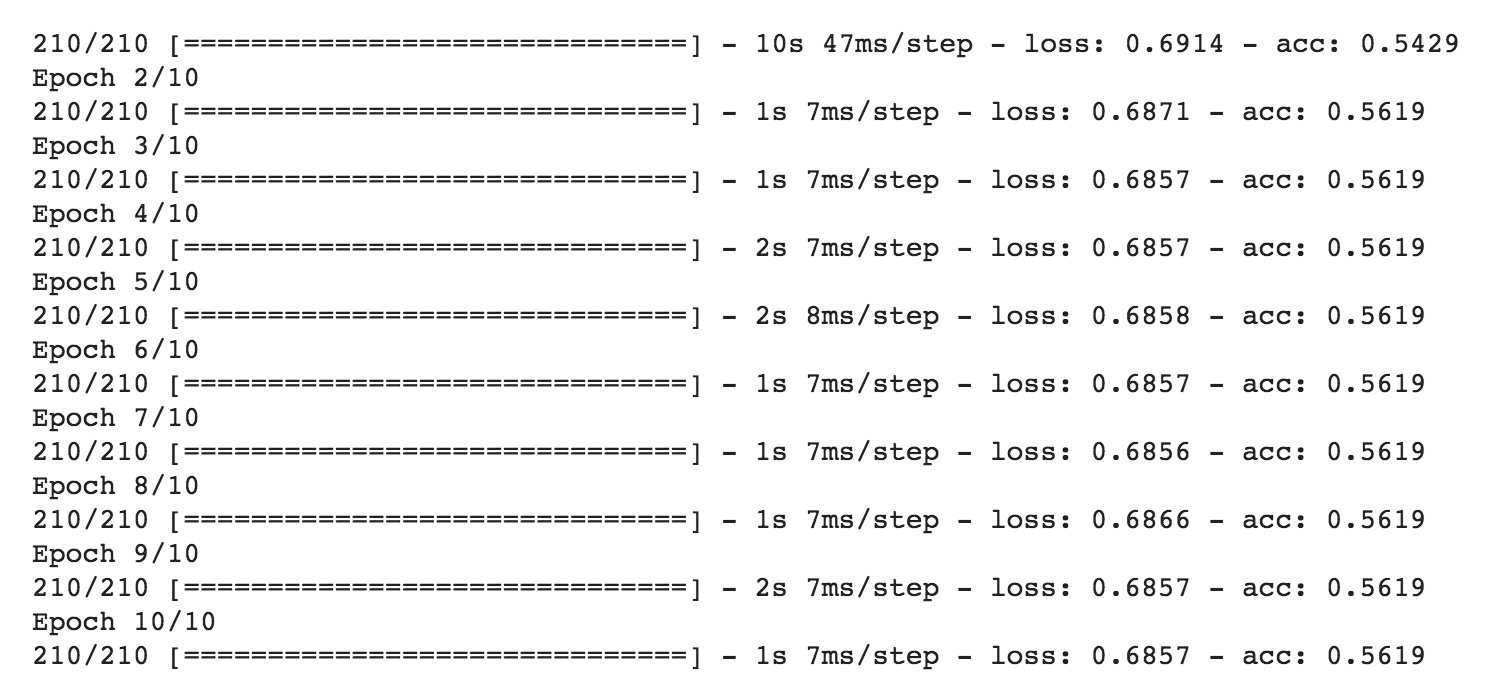 210/210 [==============================] - 10s 47ms/step - loss: 0.6914 - acc: 0.5429
Epoch 2/10
210/210 [==============================] - 1s 7ms/step - loss: 0.6871 - acc: 0.5619
Epoch 3/10
210/210 [==============================] - 1s 7ms/step - loss: 0.6857 - acc: 0.5619
Epoch 4/10
210/210 [==============================] - 2s 7ms/step - loss: 0.6857 - acc: 0.5619
Epoch 5/10
210/210 [==============================] - 2s 8ms/step - loss: 0.6858 - acc: 0.5619
Epoch 6/10
210/210 [==============================] - 1s 7ms/step - loss: 0.6857 - acc: 0.5619
Epoch 7/10
210/210 [==============================] - 1s 7ms/step - loss: 0.6856 - acc: 0.5619
Epoch 8/10
210/210 [==============================] - 1s 7ms/step - loss: 0.6866 - acc: 0.5619
Epoch 9/10
210/210 [==============================] - 2s 7ms/step - loss: 0.6857 - acc: 0.5619
Epoch 10/10
210/210 [==============================] - 1s 7ms/step - loss: 0.6857 - acc: 0.5619